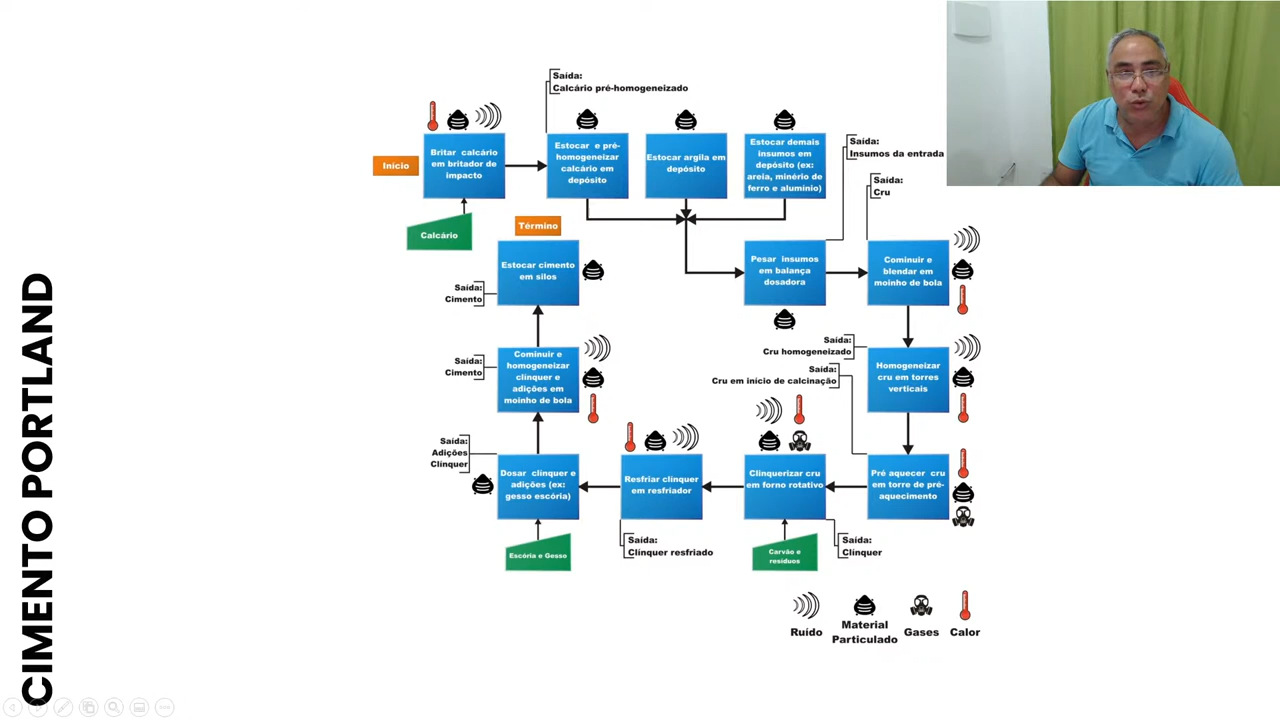 CIMENTO PORTLAND
Saída:
Calcário pré-homogeneizado
Início
Britar calcário
em britador de
impacto
Calcário
Estocar e pré-
homogeneizar
calcário em
depósito
Estocar argila em
depósito
Estocar demais
insumos em
depósito (ex:
areia, minério de
ferro e alumínio)
Saída:
Insumos da entrada
Saída:
Cru
Pesar insumos
em balança
dosadora
Cominuir e
blendar em
moinho de bola
Saída:
Cru homogeneizado
Homogeneizar
cru em torres
verticais
Saída:
Cru em início de calcinação
Pré aquecer cru
em torre de pré-
aquecimento
Clinquerizar cru
em forno rotativo
Carvão e
resíduos
Saída:
Clínquer
Resfriar clínquer
em resfriador
Saída:
Clínquer resfriado
Dosar clínquer e
adições (ex:
gesso escória)
Escória e Gesso
Saída:
Adições
Clínquer
Cominuir e
homogeneizar
clínquer e
adições em
moinho de bola
Saída:
Cimento
Término
Estocar cimento
em silos
Saída:
Cimento
Ruído
Material
Particulado
Gases
Calor